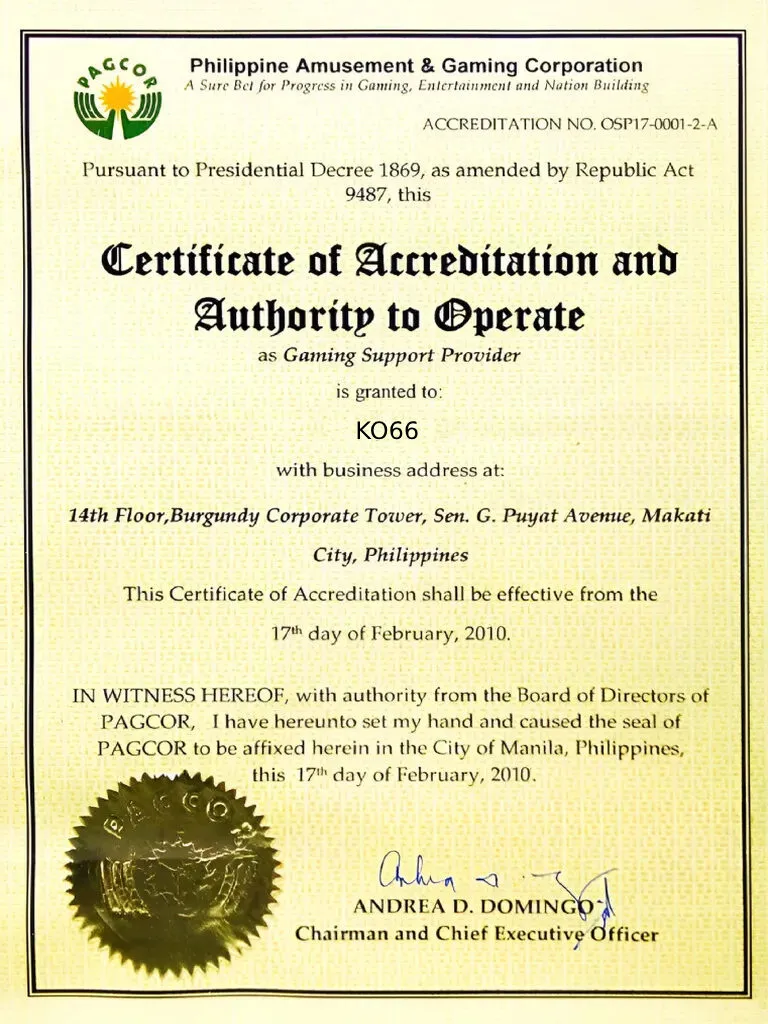 PAGCOR
Philippine Amusement & Gaming Corporation
A Sure Bet for Progress in Gaming, Entertainment and Nation Building
ACCREDITATION NO. OSP17-0001-2-A
Pursuant to Presidential Decree 1869, as amended by Republic Act
9487, this
Certificate of Accreditation and
Authority to Operate
as Gaming Support Provider
is granted to:
KO66
with business address at:
14th Floor,Burgundy Corporate Tower, Sen. G. Puyat Avenue, Makati
City, Philippines
This Certificate of Accreditation shall be effective from the
17th day of February, 2010.
IN WITNESS HEREOF, with authority from the Board of Directors of
PAGCOR, I have hereunto set my hand and caused the seal of
PAGCOR to be affixed herein in the City of Manila, Philippines,
this 17th day of February, 2010.
PAGCOR
ANDREA D. DOMINGO
Chairman and Chief Executive Officer